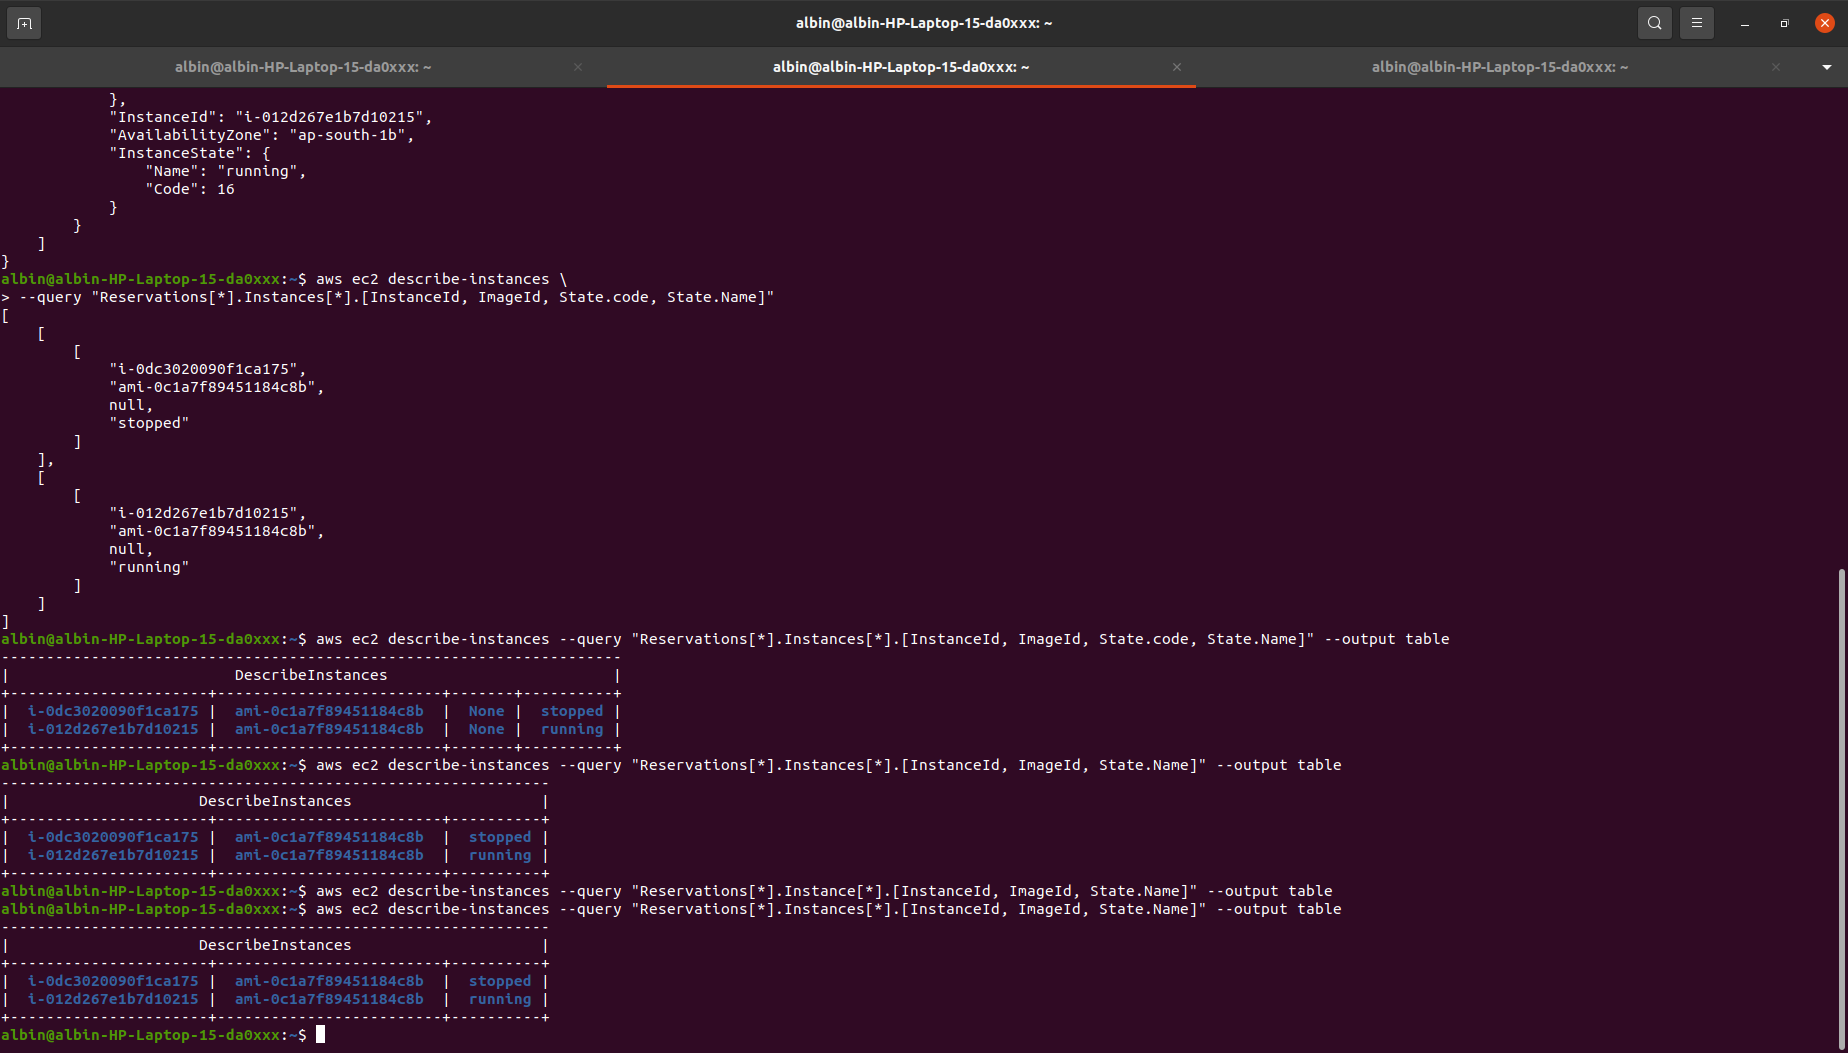 albin@albin-HP-Laptop-15-da0xxx: ~
albin@albin-HP-Laptop-15-da0xxx: ~ albin@albin-HP-Laptop-15-da0xxx: ~ albin@albin-HP-Laptop-15-da0xxx: ~
            },
            "InstanceId": "i-012d267e1b7d10215",
            "AvailabilityZone": "ap-south-1b",
            "InstanceState": {
                "Name": "running",
                "Code": 16
            }
        }
    ]
}
albin@albin-HP-Laptop-15-da0xxx:~$ aws ec2 describe-instances \
> --query "Reservations[*].Instances[*].[InstanceId, ImageId, State.code, State.Name]"
[
    [
        [
            "i-0dc3020090f1ca175",
            "ami-0c1a7f89451184c8b",
            null,
            "stopped"
        ]
    ],
    [
        [
            "i-012d267e1b7d10215",
            "ami-0c1a7f89451184c8b",
            null,
            "running"
        ]
    ]
]
albin@albin-HP-Laptop-15-da0xxx:~$ aws ec2 describe-instances --query "Reservations[*].Instances[*].[InstanceId, ImageId, State.code, State.Name]" --output table
---------------------------------------------------------------------
|                         DescribeInstances                         |
+----------------------+-------------------------+-------+----------+
|  i-0dc3020090f1ca175 |  ami-0c1a7f89451184c8b  |  None |  stopped |
|  i-012d267e1b7d10215 |  ami-0c1a7f89451184c8b  |  None |  running |
+----------------------+-------------------------+-------+----------+
albin@albin-HP-Laptop-15-da0xxx:~$ aws ec2 describe-instances --query "Reservations[*].Instances[*].[InstanceId, ImageId, State.Name]" --output table
-------------------------------------------------------------
|                     DescribeInstances                     |
+----------------------+-------------------------+----------+
|  i-0dc3020090f1ca175 |  ami-0c1a7f89451184c8b  |  stopped |
|  i-012d267e1b7d10215 |  ami-0c1a7f89451184c8b  |  running |
+----------------------+-------------------------+----------+
albin@albin-HP-Laptop-15-da0xxx:~$ aws ec2 describe-instances --query "Reservations[*].Instance[*].[InstanceId, ImageId, State.Name]" --output table
albin@albin-HP-Laptop-15-da0xxx:~$ aws ec2 describe-instances --query "Reservations[*].Instances[*].[InstanceId, ImageId, State.Name]" --output table
-------------------------------------------------------------
|                     DescribeInstances                     |
+----------------------+-------------------------+----------+
|  i-0dc3020090f1ca175 |  ami-0c1a7f89451184c8b  |  stopped |
|  i-012d267e1b7d10215 |  ami-0c1a7f89451184c8b  |  running |
+----------------------+-------------------------+----------+
albin@albin-HP-Laptop-15-da0xxx:~$